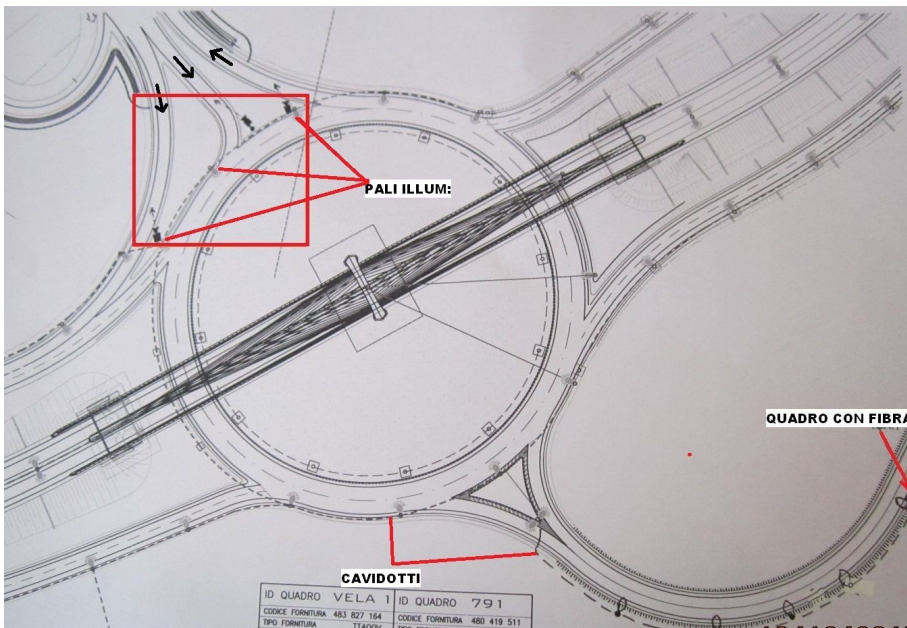 PALI ILLUM:
QUADRO CON FIBRA
CAVIDOTTI
ID QUADRO VELA 1 ID QUADRO 791
CODICE FORNITURA 483 827 164 CODICE FORNITURA 480 419 511
TIPO FORNITURA TT400V